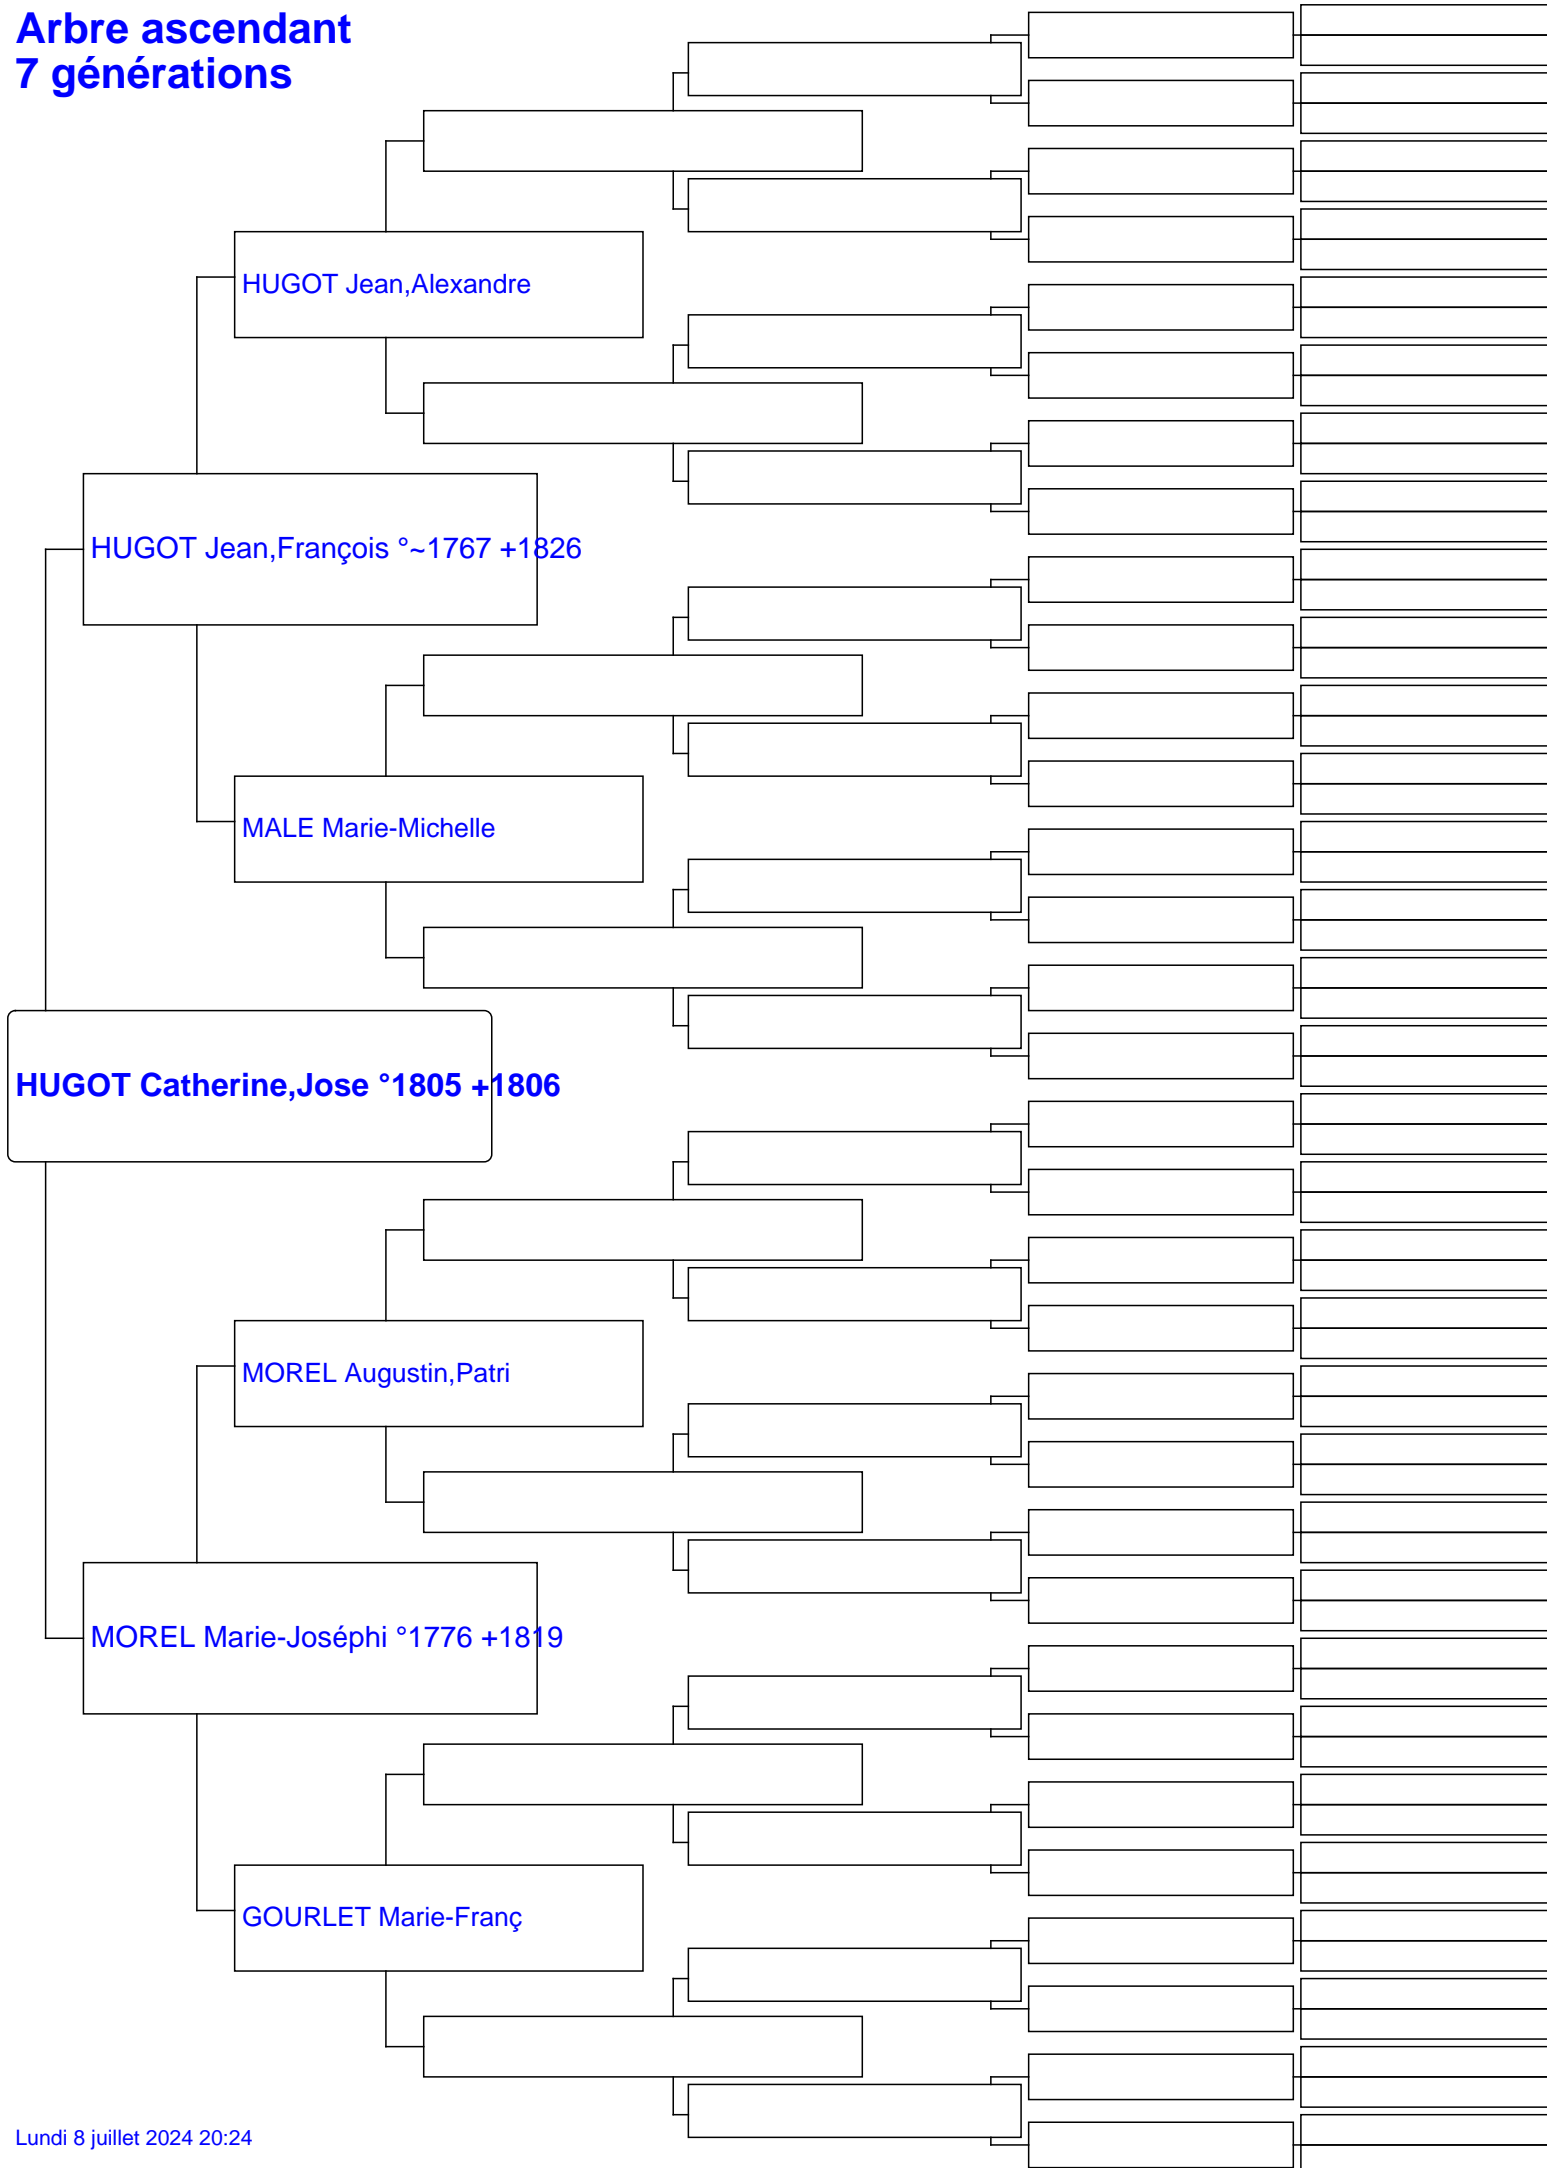 Arbre ascendant
7 générations
HUGOT Jean,Alexandre
HUGOT Jean,François °~1767 +1826
MALE Marie-Michelle
HUGOT Catherine,Jose °1805 +1806
MOREL Augustin,Patri
MOREL Marie-Joséphi °1776 +1819
GOURLET Marie-Franç
Lundi 8 juillet 2024 20:24